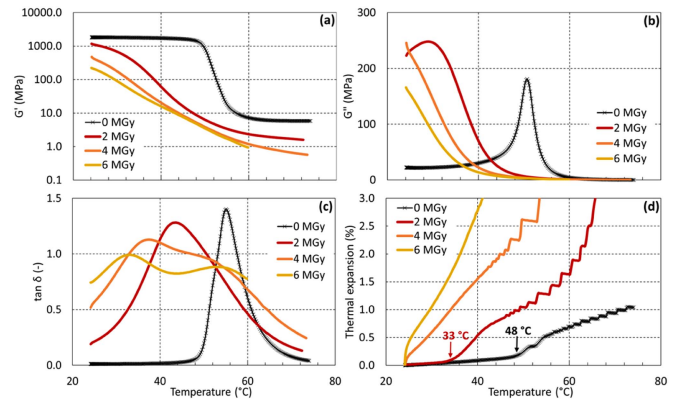 (a)
10000.0
1000.0
100.0
10.0
1.0
0.1
G' (MPa)
0 MGy
2 MGy
4 MGy
6 MGy
(b)
300
200
100
0
G'' (MPa)
0 MGy
2 MGy
4 MGy
6 MGy
(c)
1.5
1.0
0.5
0.0
tan δ (-)
0 MGy
2 MGy
4 MGy
6 MGy
20
40
60
80
Temperature (°C)
(d)
3.0
2.5
2.0
1.5
1.0
0.5
0.0
Thermal expansion (%)
0 MGy
2 MGy
4 MGy
6 MGy
33 °C
48 °C
20
40
60
80
Temperature (°C)